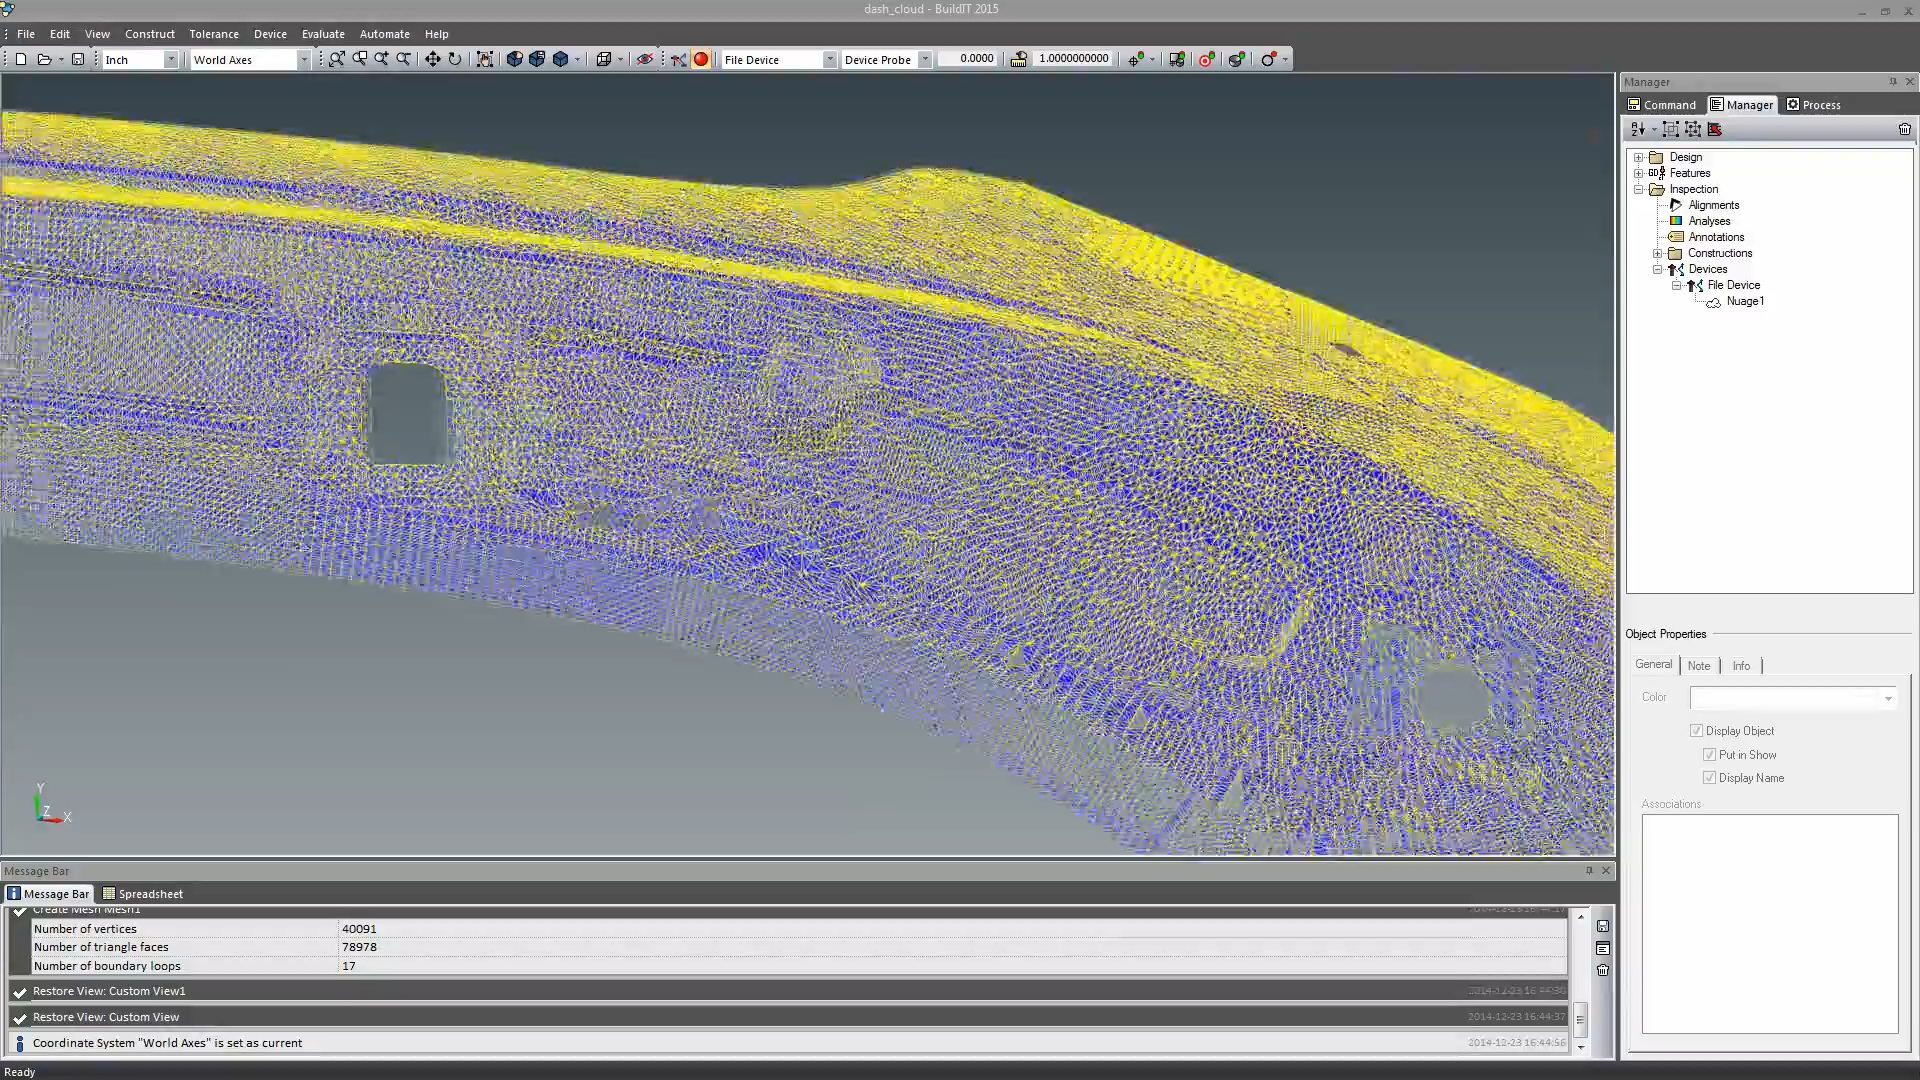 dash_cloud - BuildIT 2015
File Edit View Construct Tolerance Device Evaluate Automate Help
Inch World Axes File Device Device Probe 0.0000 1.0000000000
Manager
Command Manager Process
Design
Features
Inspection
Alignments
Analyses
Annotations
Constructions
Devices
File Device
Nuage1
Object Properties
General Note Info
Color
Display Object
Put in Show
Display Name
Associations
Y
Z
X
Message Bar
Message Bar Spreadsheet
Create Mesh Mesh1
Number of vertices 40091
Number of triangle faces 78978
Number of boundary loops 17
Restore View: Custom View1
Restore View: Custom View 2014-12-23 16:44:37
Coordinate System "World Axes" is set as current 2014-12-23 16:44:56
Ready